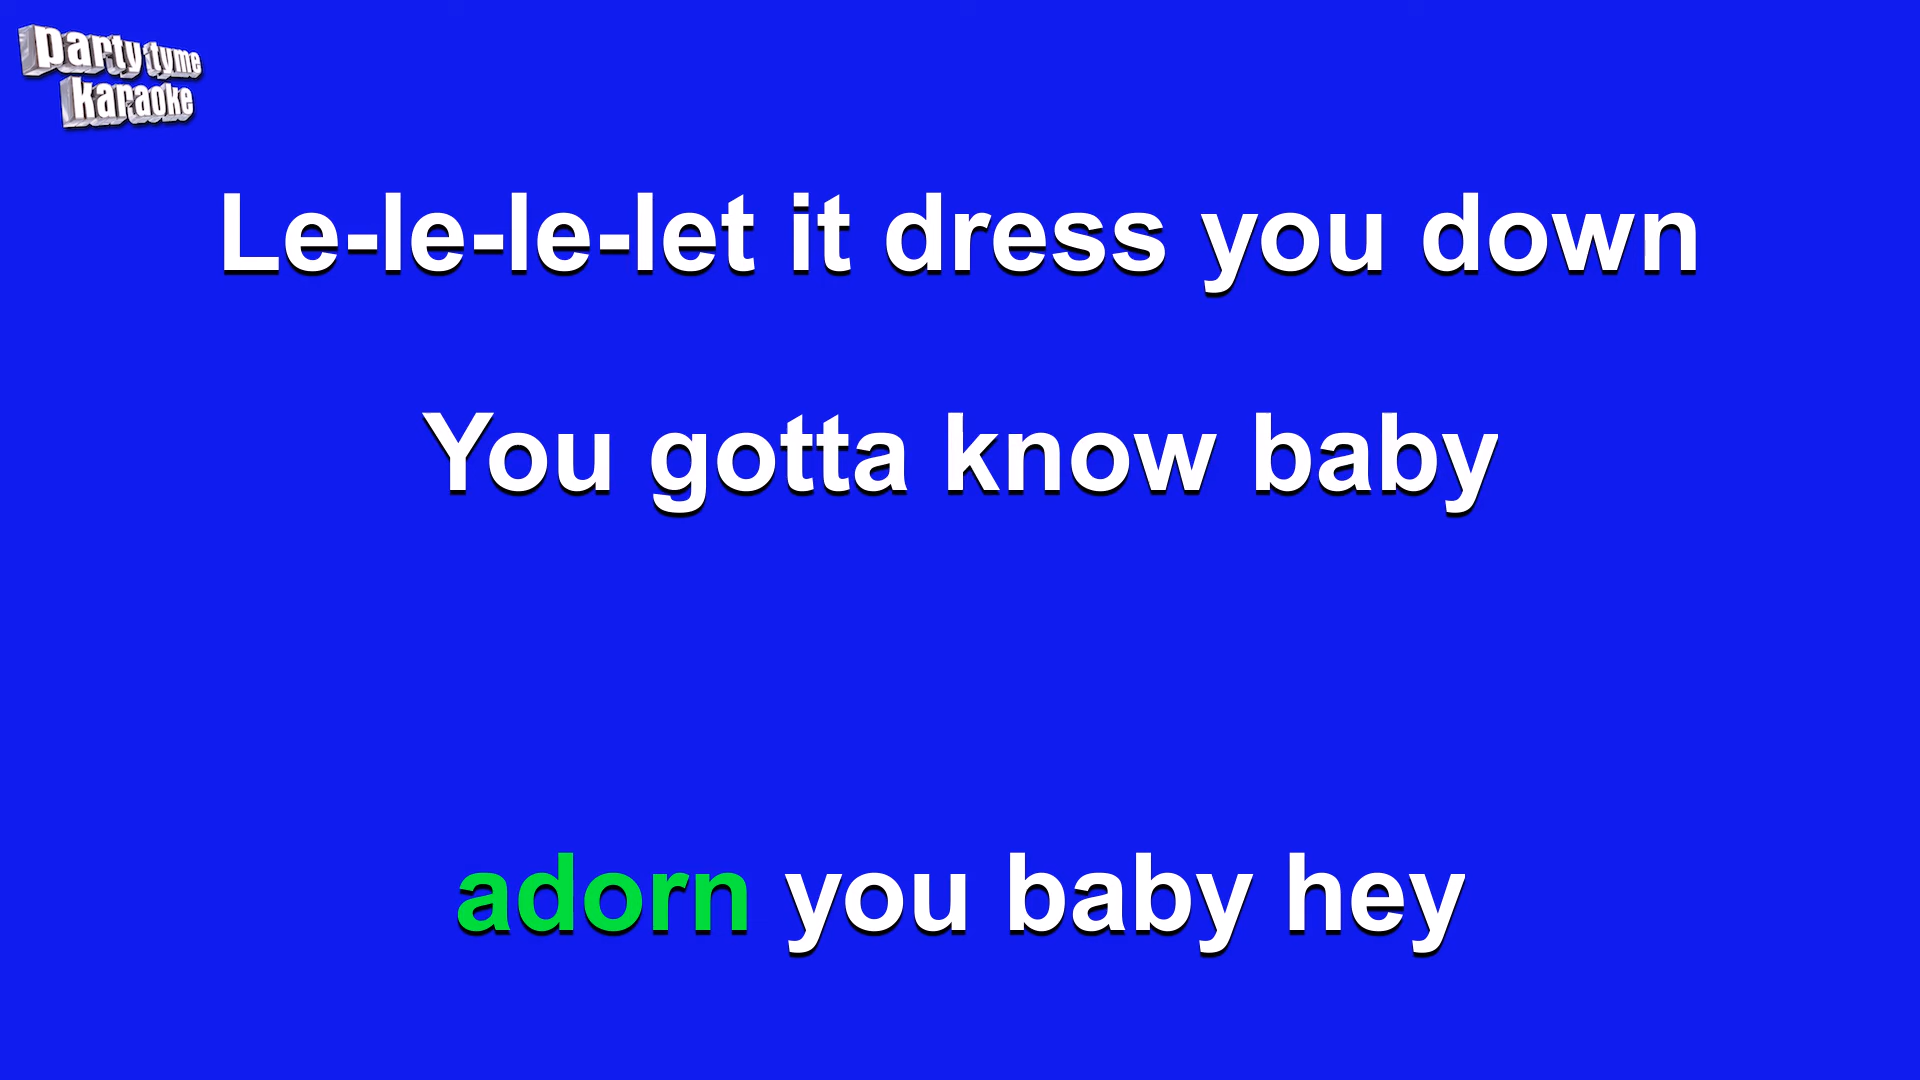 party tyme
karaoke
Le-le-le-let it dress you down
You gotta know baby
adorn you baby hey